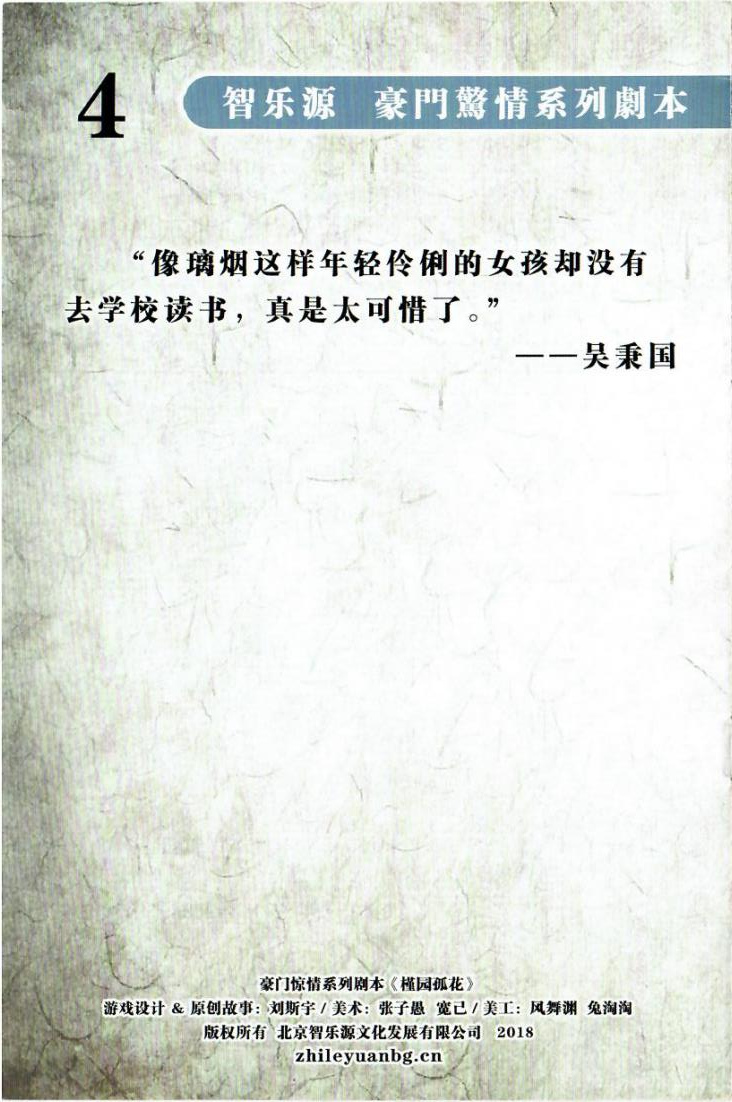 4
智乐源 豪門驚情系列劇本
“像璃烟这样年轻伶俐的女孩却没有
去学校读书，真是太可惜了。”
——吴秉国
豪门惊情系列剧本《槿园孤花》
游戏设计 & 原创故事：刘斯宇 / 美术：张子愚 宽己 / 美工：风舞渊 兔淘淘
版权所有 北京智乐源文化发展有限公司 2018
zhileyuanbg.cn